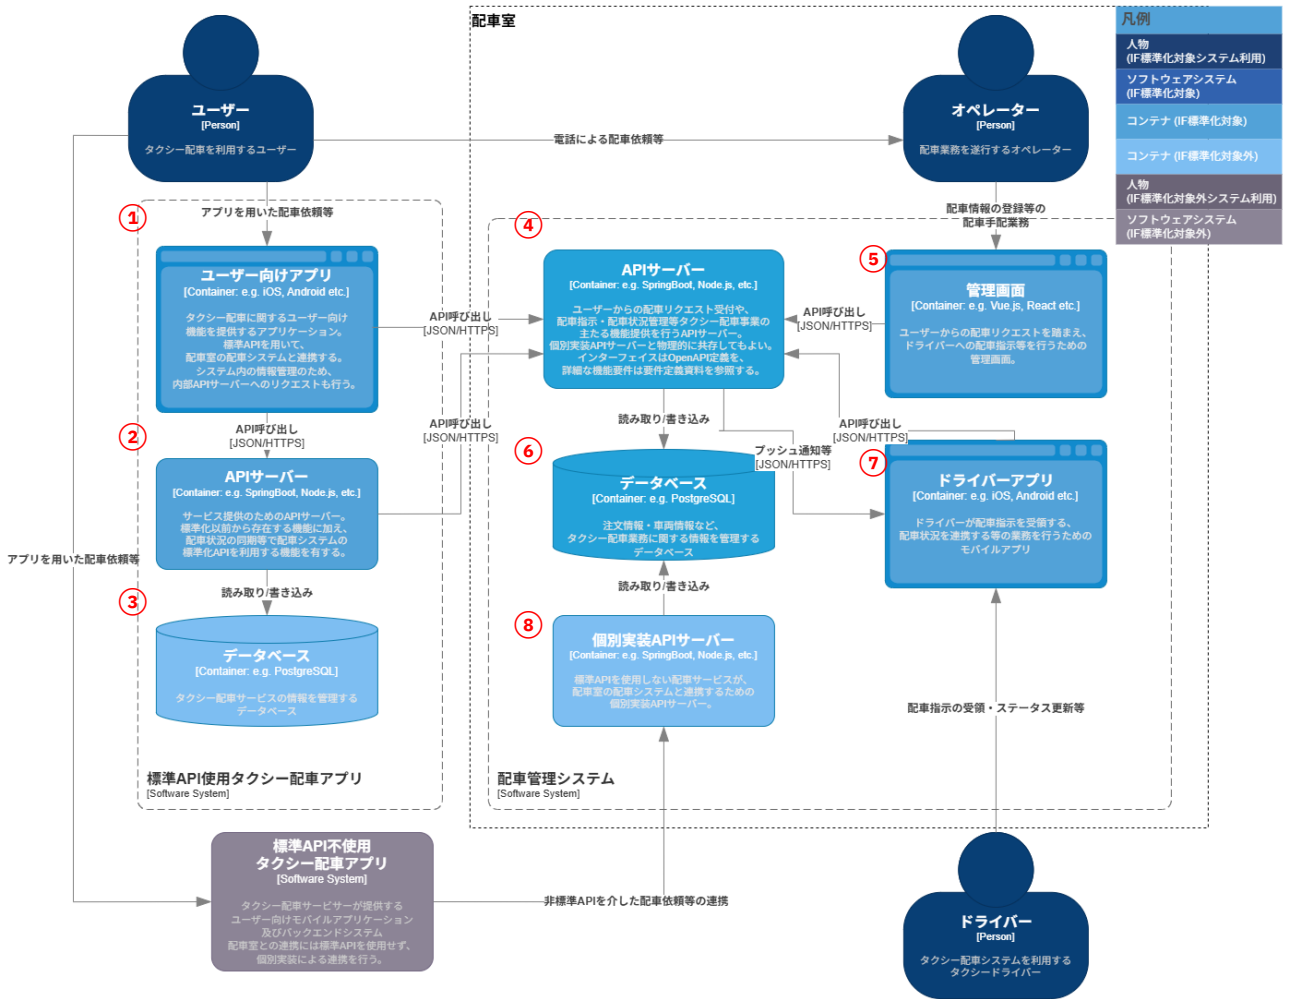 配車室
凡例
人物
(IF標準化対象システム利用)
ソフトウェアシステム
(IF標準化対象)
コンテナ (IF標準化対象)
コンテナ (IF標準化対象外)
人物
(IF標準化対象外システム利用)
ソフトウェアシステム
(IF標準化対象外)
ユーザー
[Person]
タクシー配車を利用するユーザー
電話による配車依頼等
オペレーター
[Person]
配車業務を遂行するオペレーター
アプリを用いた配車依頼等
配車情報の登録等の
配車手配業務
①
ユーザー向けアプリ
[Container: e.g. iOS, Android etc.]
タクシー配車に関するユーザー向け
機能を提供するアプリケーション。
標準APIを用いて、
配車室の配車システムと連携する。
システム内の情報管理のため、
内部APIサーバーへのリクエストも行う。
API呼び出し
[JSON/HTTPS]
④
APIサーバー
[Container: e.g. SpringBoot, Node.js, etc.]
ユーザーからの配車リクエスト受付や、
配車指示・配車状況管理等タクシー配車事業の
主たる機能提供を行うAPIサーバー。
個別実装APIサーバーと物理的に共存してもよい。
インターフェイスはOpenAPI定義を、
詳細な機能要件は要件定義資料を参照する。
API呼び出し
[JSON/HTTPS]
⑤
管理画面
[Container: e.g. Vue.js, React etc.]
ユーザーからの配車リクエストを踏まえ、
ドライバーへの配車指示等を行うための
管理画面。
API呼び出し
[JSON/HTTPS]
②
APIサーバー
[Container: e.g. SpringBoot, Node.js, etc.]
サービス提供のためのAPIサーバー。
標準化以前から存在する機能に加え、
配車状況の同期等で配車システムの
標準化APIを利用する機能を有する。
API呼び出し
[JSON/HTTPS]
読み取り/書き込み
プッシュ通知等
[JSON/HTTPS]
API呼び出し
[JSON/HTTPS]
⑥
データベース
[Container: e.g. PostgreSQL]
注文情報・車両情報など、
タクシー配車業務に関する情報を管理する
データベース
⑦
ドライバーアプリ
[Container: e.g. iOS, Android etc.]
ドライバーが配車指示を受領する、
配車状況を連携する等の業務を行うための
モバイルアプリ
アプリを用いた配車依頼等
読み取り/書き込み
③
データベース
[Container: e.g. PostgreSQL]
タクシー配車サービスの情報を管理する
データベース
読み取り/書き込み
⑧
個別実装APIサーバー
[Container: e.g. SpringBoot, Node.js, etc.]
標準APIを使用しない配車サービスが、
配車室の配車システムと連携するための
個別実装APIサーバー。
配車指示の受領・ステータス更新等
標準API使用タクシー配車アプリ
[Software System]
配車管理システム
[Software System]
標準API不使用
タクシー配車アプリ
[Software System]
タクシー配車サービサーが提供する
ユーザー向けモバイルアプリケーション
及びバックエンドシステム
配車室との連携には標準APIを使用せず、
個別実装による連携を行う。
非標準APIを介した配車依頼等の連携
ドライバー
[Person]
タクシー配車システムを利用する
タクシードライバー